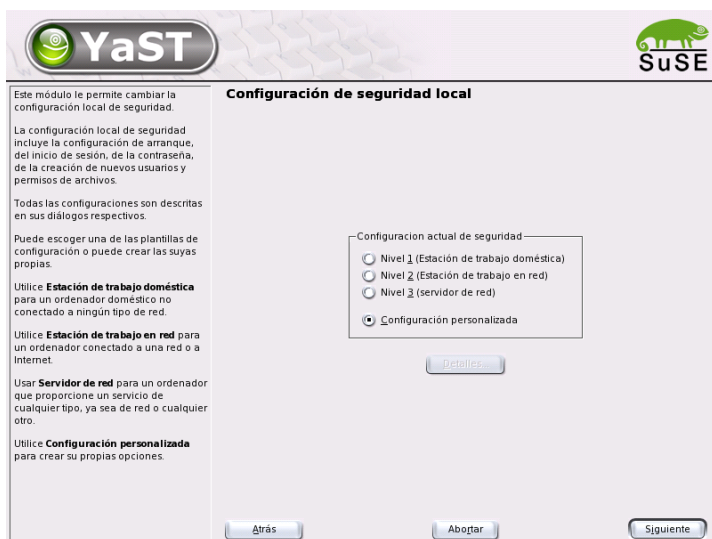 YaST
SuSE
Este módulo le permite cambiar la
configuración local de seguridad.
La configuración local de seguridad
incluye la configuración de arranque,
del inicio de sesión, de la contraseña,
de la creación de nuevos usuarios y
permisos de archivos.
Todas las configuraciones son descritas
en sus diálogos respectivos.
Puede escoger una de las plantillas de
configuración o puede crear las suyas
propias.
Utilice Estación de trabajo doméstica
para un ordenador doméstico no
conectado a ningún tipo de red.
Utilice Estación de trabajo en red para
un ordenador conectado a una red o a
Internet.
Usar Servidor de red para un ordenador
que proporcione un servicio de
cualquier tipo, ya sea de red o cualquier
otro.
Utilice Configuración personalizada
para crear su propias opciones.
Configuración de seguridad local
Configuracion actual de seguridad
Nivel 1 (Estación de trabajo doméstica)
Nivel 2 (Estación de trabajo en red)
Nivel 3 (servidor de red)
Configuración personalizada
Detalles...
Atrás
Abortar
Siguiente